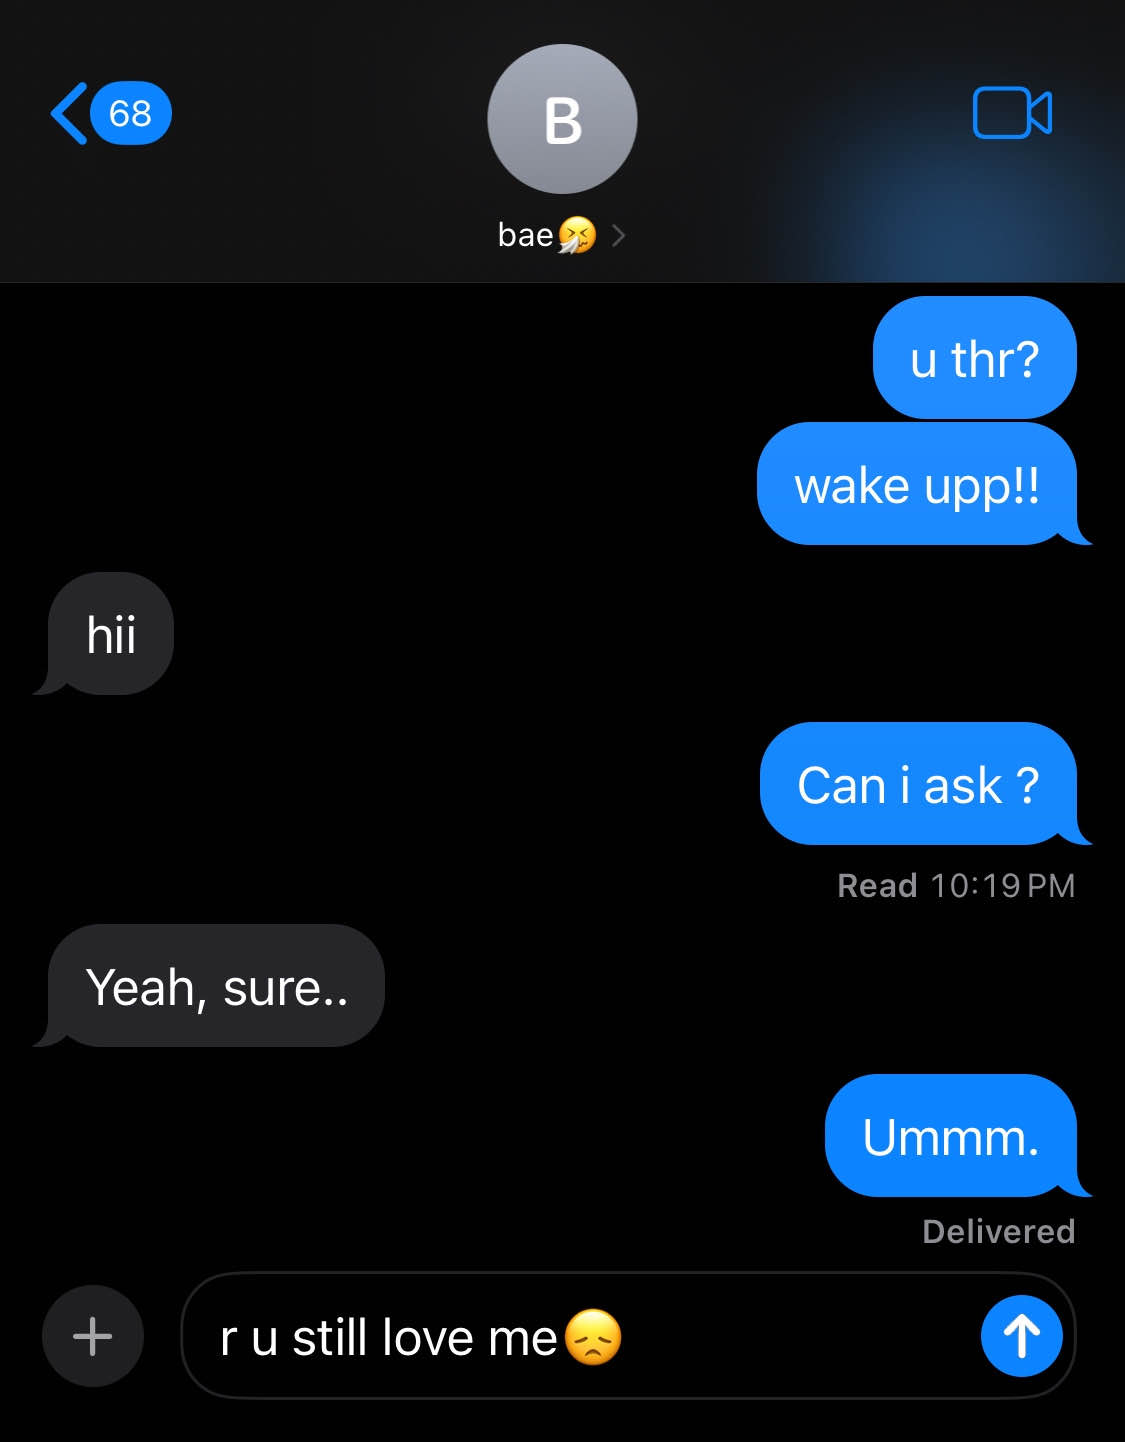 68
B
bae🤧
u thr?
wake upp!!
hii
Can i ask ?
Read 10:19 PM
Yeah, sure..
Ummm.
Delivered
r u still love me😞